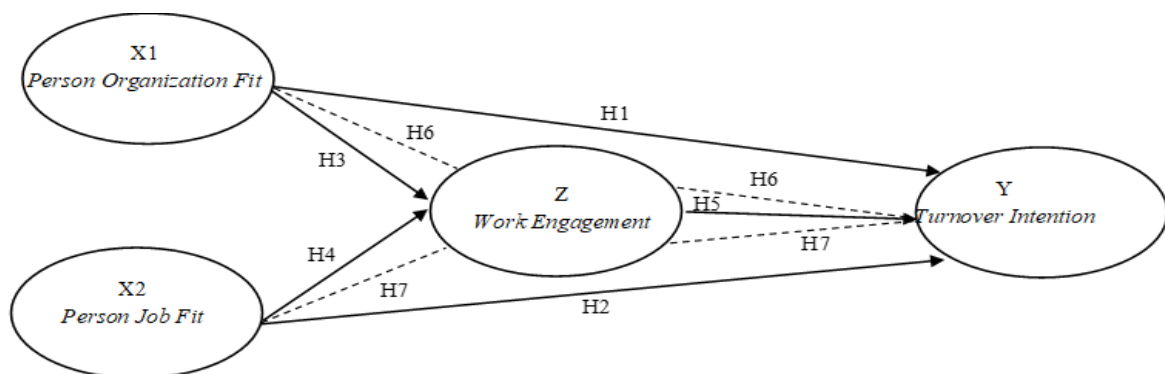 X1
Person Organization Fit
H1
H6
H3
Z
Work Engagement
H6
H5
H7
Y
Turnover Intention
H4
H7
X2
Person Job Fit
H2